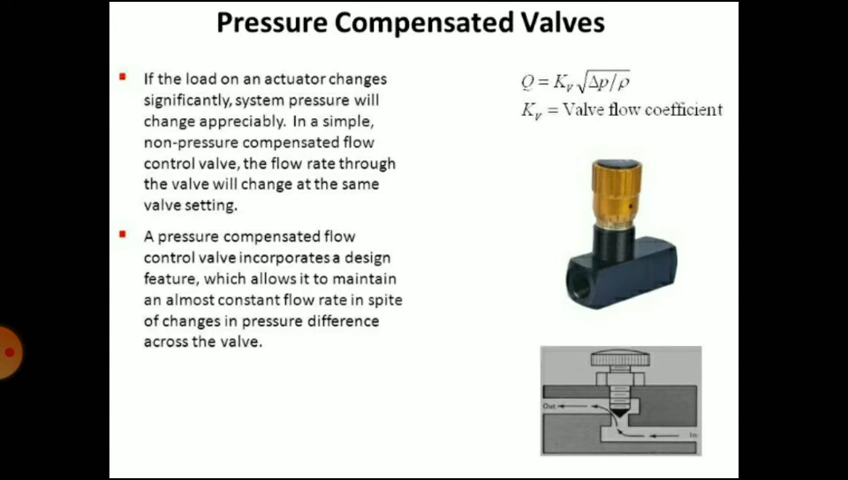 Pressure Compensated Valves
If the load on an actuator changes
significantly, system pressure will
change appreciably. In a simple,
non-pressure compensated flow
control valve, the flow rate through
the valve will change at the same
valve setting.
A pressure compensated flow
control valve incorporates a design
feature, which allows it to maintain
an almost constant flow rate in spite
of changes in pressure difference
across the valve.
Q = K_V √Δp/ρ
K_V = Valve flow coefficient
Out
In